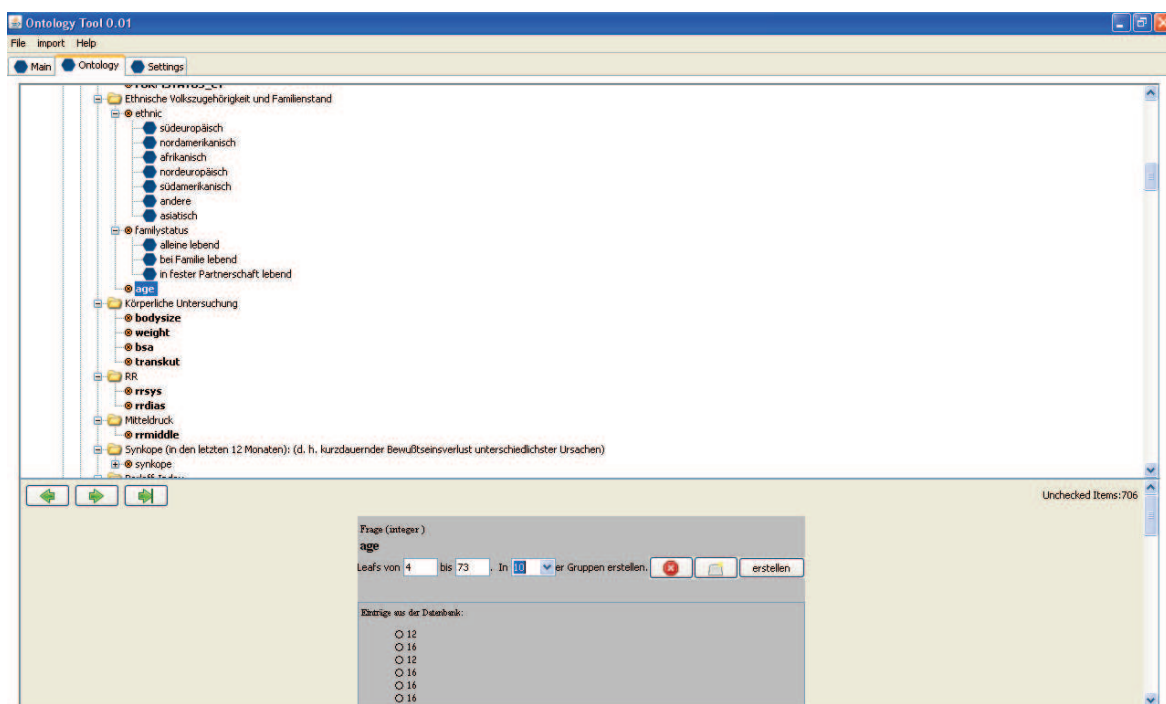 Ontology Tool 0.01
File import Help
Main Ontology Settings
Ethnische Volkszugehörigkeit und Familienstand
ethnic
südeuropäisch
nordamerikanisch
afrikanisch
nordeuropäisch
südamerikanisch
andere
asiatisch
familystatus
alleine lebend
bei Familie lebend
in fester Partnerschaft lebend
age
Körperliche Untersuchung
bodysize
weight
bsa
transkut
RR
rrsys
rrdias
Mitteldruck
rrmiddle
Synkope (in den letzten 12 Monaten): (d. h. kurzdauernder Bewußtseinsverlust unterschiedlichster Ursachen)
synkope
Unchecked Items:706
Frage (integer )
age
Leafs von 4 bis 73 . In 10 er Gruppen erstellen. erstellen
Einträge aus der Datenbank:
12
16
12
16
16
16